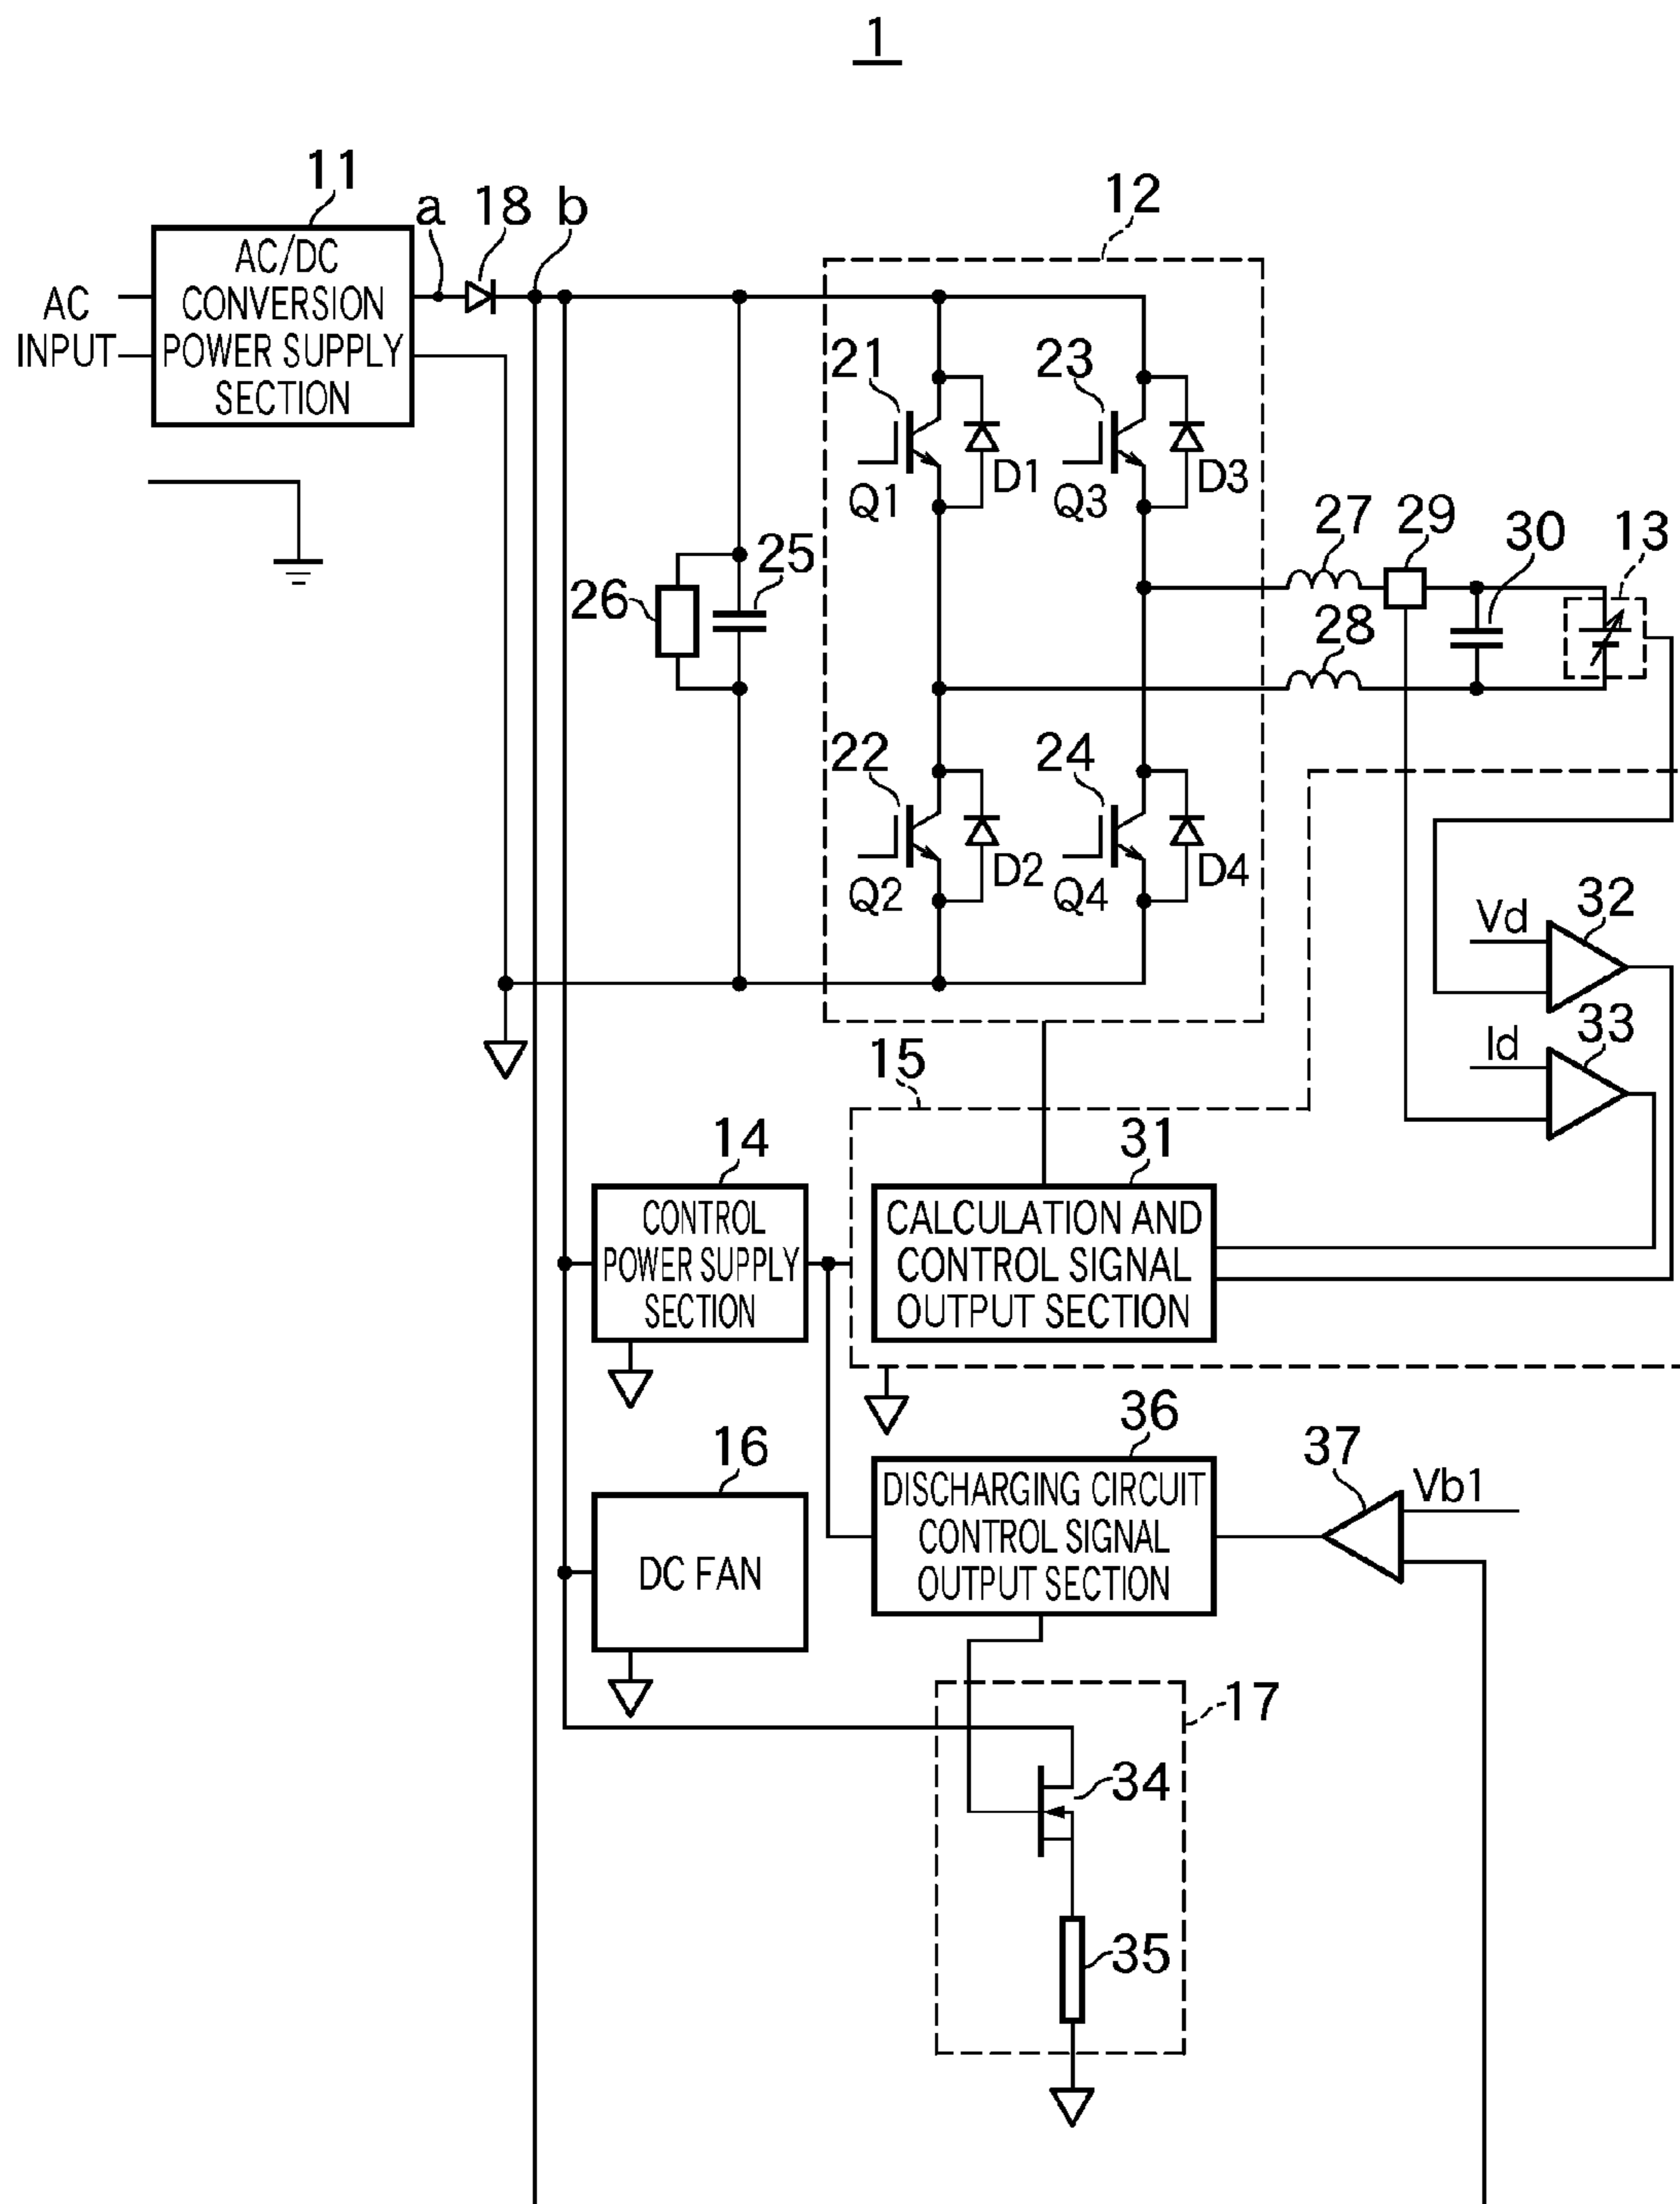 1
11
a
18
b
12
AC/DC
CONVERSION
POWER SUPPLY
SECTION
AC
INPUT
21
23
Q1
D1
Q3
D3
25
26
27
29
30
13
28
22
24
Q2
D2
Q4
D4
Vd
32
Id
33
15
14
31
CONTROL
POWER SUPPLY
SECTION
CALCULATION AND
CONTROL SIGNAL
OUTPUT SECTION
16
36
37
Vb1
DC FAN
DISCHARGING CIRCUIT
CONTROL SIGNAL
OUTPUT SECTION
17
34
35